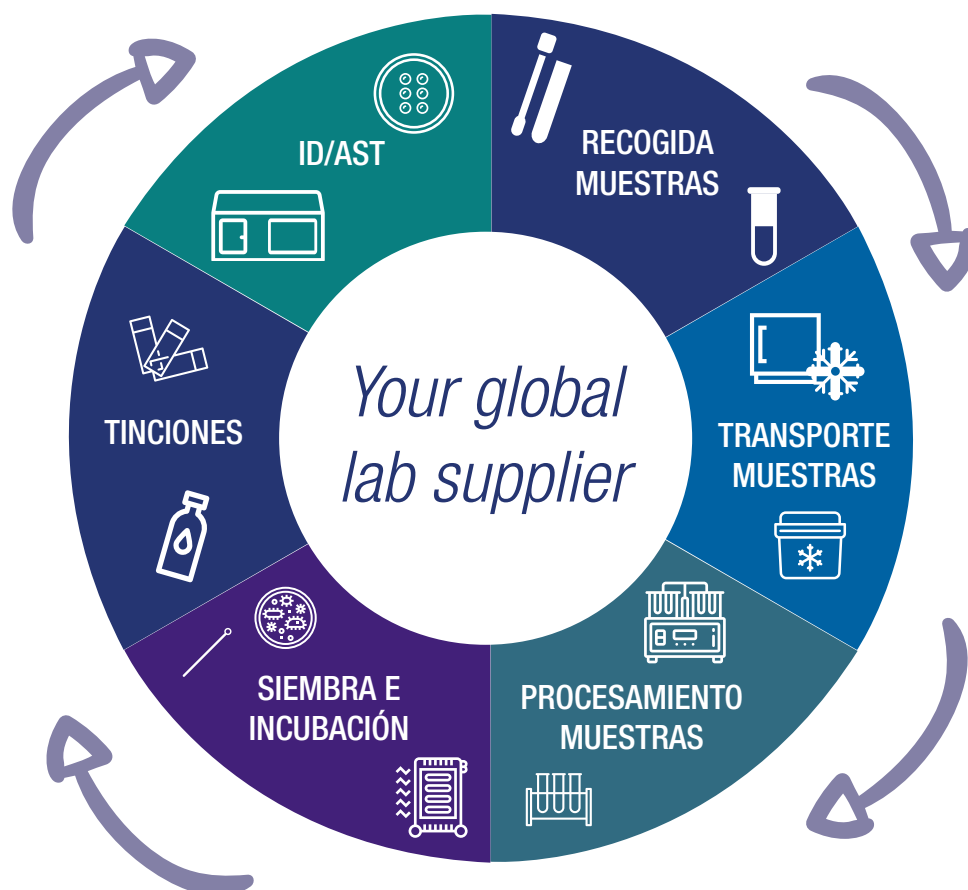 ID/AST
RECOGIDA
MUESTRAS
TRANSPORTE
MUESTRAS
PROCESAMIENTO
MUESTRAS
SIEMBRA E
INCUBACIÓN
TINCIONES
Your global
lab supplier